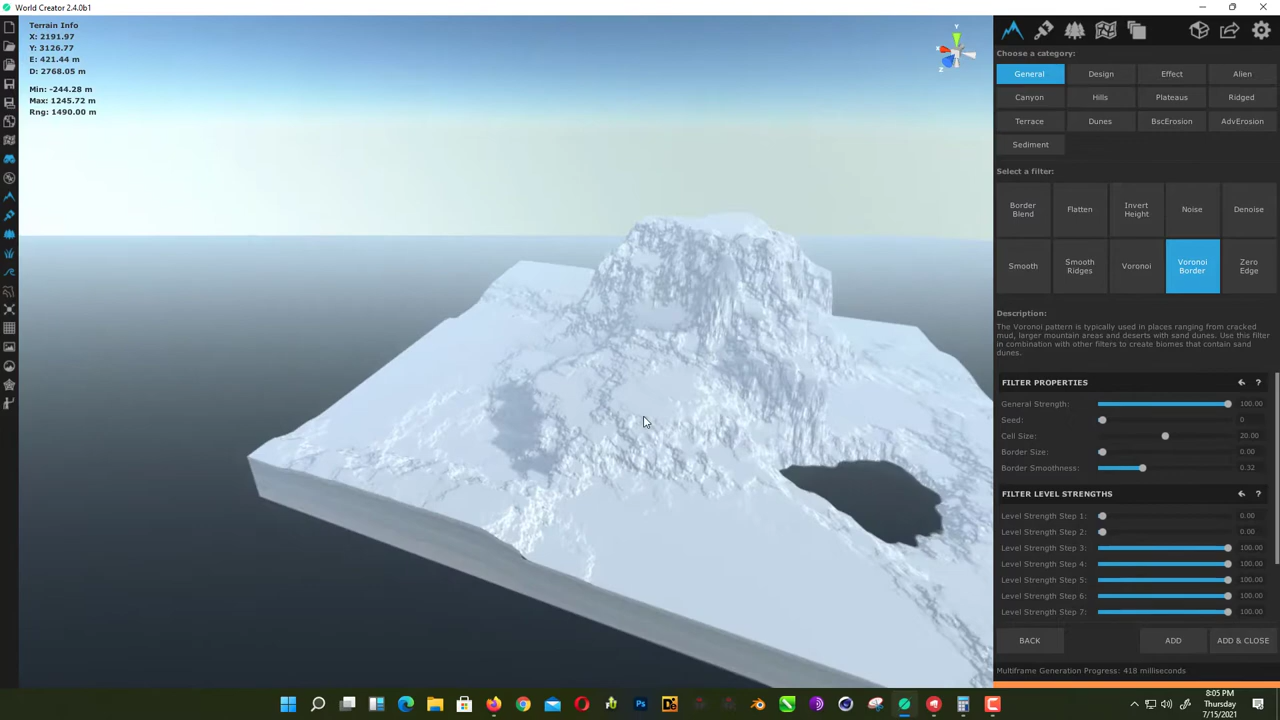 World Creator 2.4.0b1
Terrain Info
X: 2191.97
Y: 3126.77
E: 421.44 m
D: 2768.05 m
Min: -244.28 m
Max: 1245.72 m
Rng: 1490.00 m
Y
X
Z
Choose a category:
General Design Effect Alien
Canyon Hills Plateaus Ridged
Terrace Dunes BscErosion AdvErosion
Sediment
Select a filter:
Border Blend Flatten Invert Height Noise Denoise
Smooth Smooth Ridges Voronoi Voronoi Border Zero Edge
Description:
The Voronoi pattern is typically used in places ranging from cracked
mud, larger mountain areas and deserts with sand dunes. Use this filter
in combination with other filters to create biomes that contain sand
dunes.
FILTER PROPERTIES ?
General Strength: 100.00
Seed: 0
Cell Size: 20.00
Border Size: 0.00
Border Smoothness: 0.32
FILTER LEVEL STRENGTHS ?
Level Strength Step 1: 0.00
Level Strength Step 2: 0.00
Level Strength Step 3: 100.00
Level Strength Step 4: 100.00
Level Strength Step 5: 100.00
Level Strength Step 6: 100.00
Level Strength Step 7: 100.00
BACK ADD ADD & CLOSE
Multiframe Generation Progress: 418 milliseconds
8:05 PM
Thursday
7/15/2021